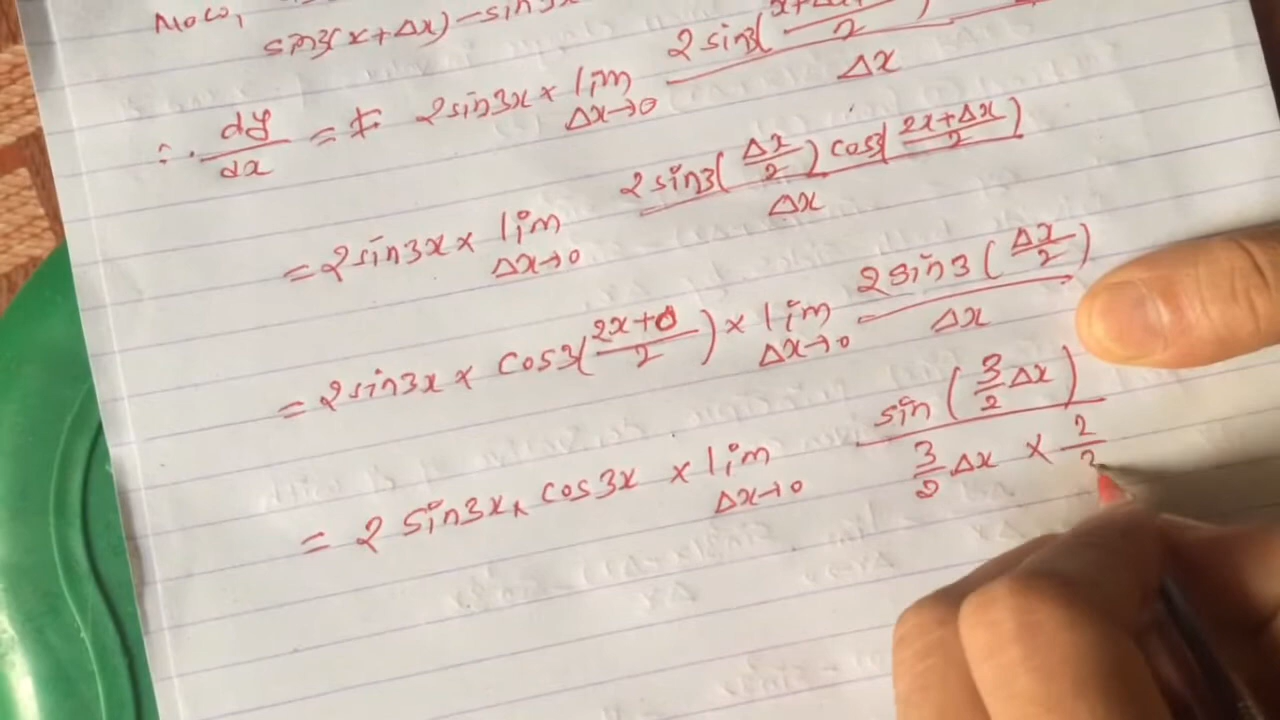 Now,
sin3(x+Δx)-sin3x
∴ dy/dx = 2sin3x × lim Δx→0 2sin3( /2) / Δx
= 2sin3x × lim Δx→0 2sin3(Δx/2) cos3(2x+Δx/2) / Δx
= 2sin3x × cos3(2x+0/2) × lim Δx→0 2sin3(Δx/2) / Δx
= 2 sin3x × cos3x × lim Δx→0 sin(3/2 Δx) / 3/2 Δx × 2/3